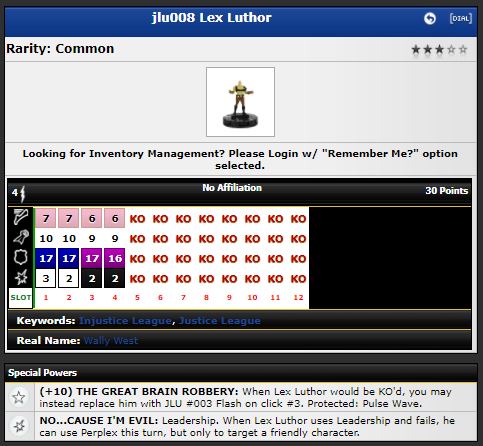 jlu008 Lex Luthor
[DIAL]
Rarity: Common
Looking for Inventory Management? Please Login w/ "Remember Me?" option
selected.
4 No Affiliation 30 Points
7 7 6 6 KO KO KO KO KO KO KO KO
10 10 9 9 KO KO KO KO KO KO KO KO
17 17 17 16 KO KO KO KO KO KO KO KO
3 2 2 2 KO KO KO KO KO KO KO KO
SLOT 1 2 3 4 5 6 7 8 9 10 11 12
Keywords: Injustice League, Justice League
Real Name: Wally West
Special Powers
(+10) THE GREAT BRAIN ROBBERY: When Lex Luthor would be KO'd, you may
instead replace him with JLU #003 Flash on click #3. Protected: Pulse Wave.
NO...CAUSE I'M EVIL: Leadership. When Lex Luthor uses Leadership and fails, he
can use Perplex this turn, but only to target a friendly character.